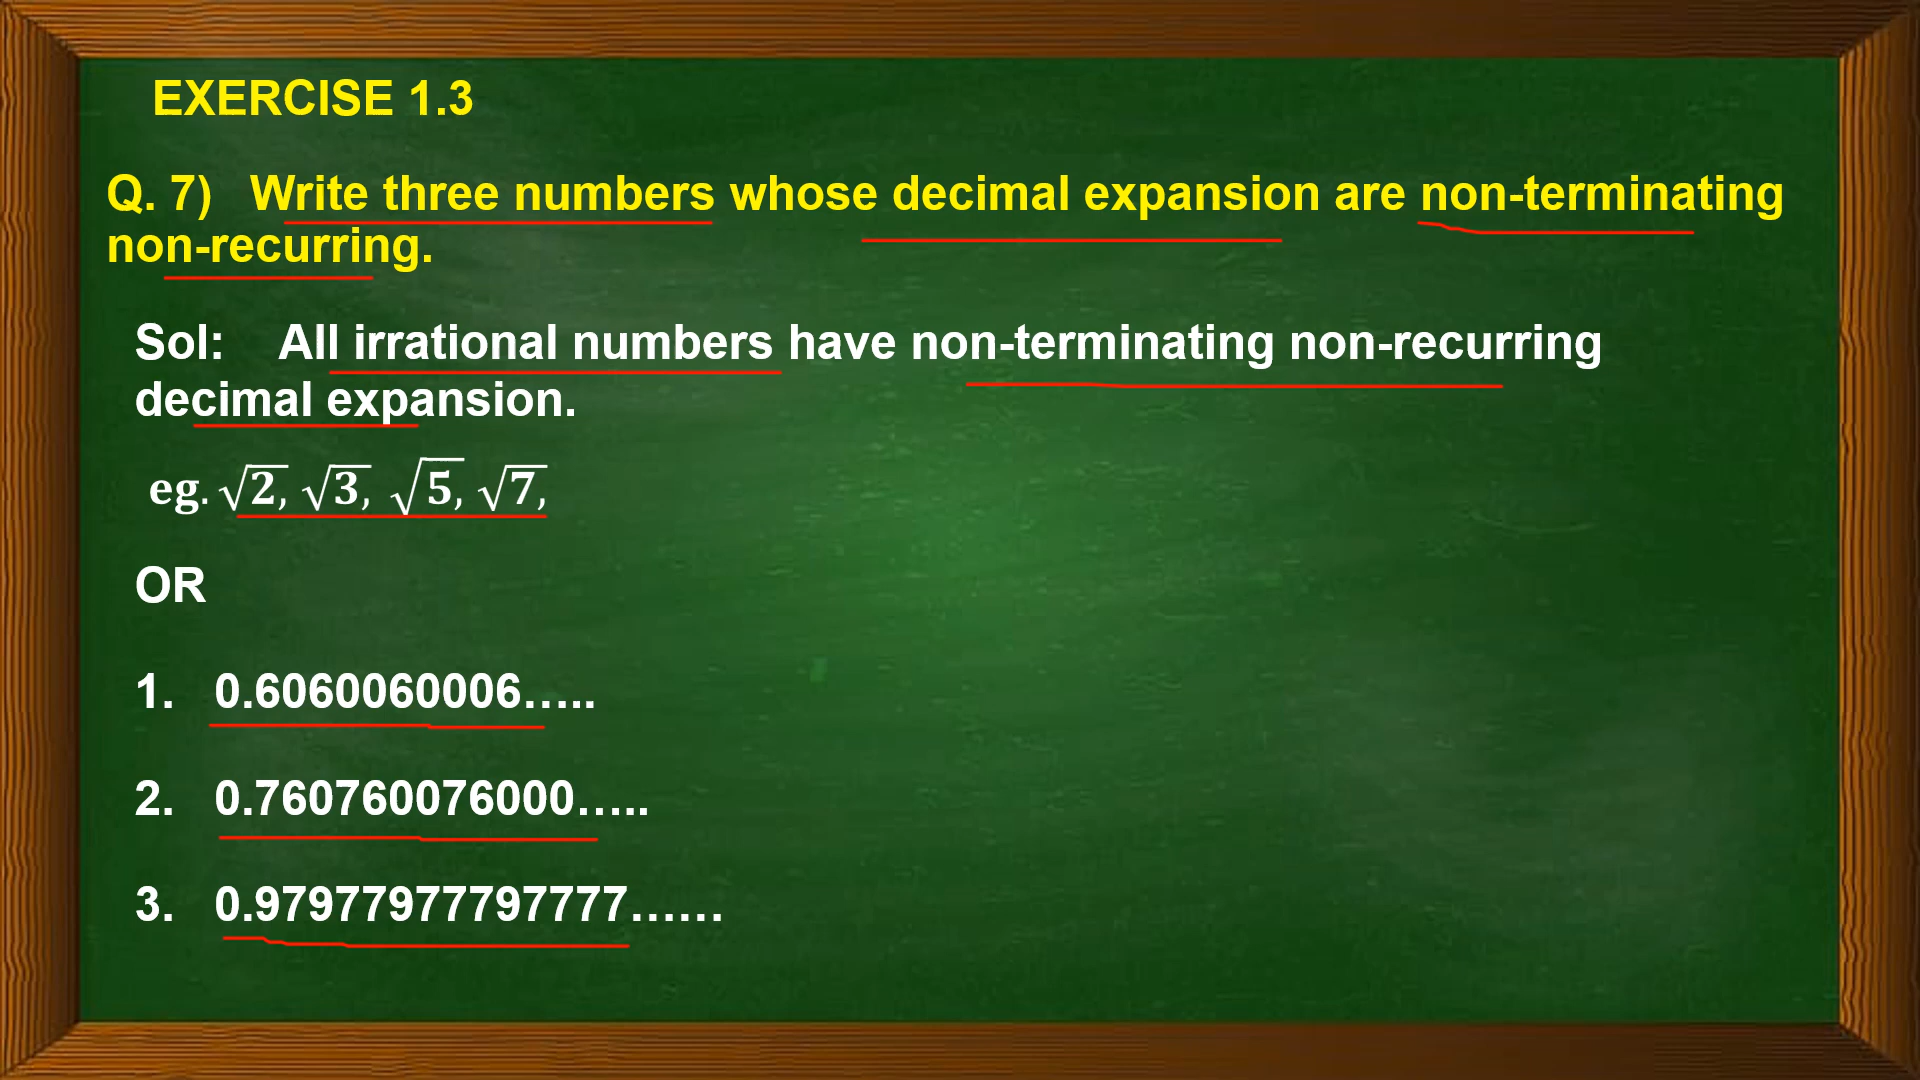 EXERCISE 1.3
Q. 7) Write three numbers whose decimal expansion are non-terminating
non-recurring.
Sol: All irrational numbers have non-terminating non-recurring
decimal expansion.
eg. √2, √3, √5, √7,
OR
1. 0.6060060006.....
2. 0.760760076000.....
3. 0.97977977797777......